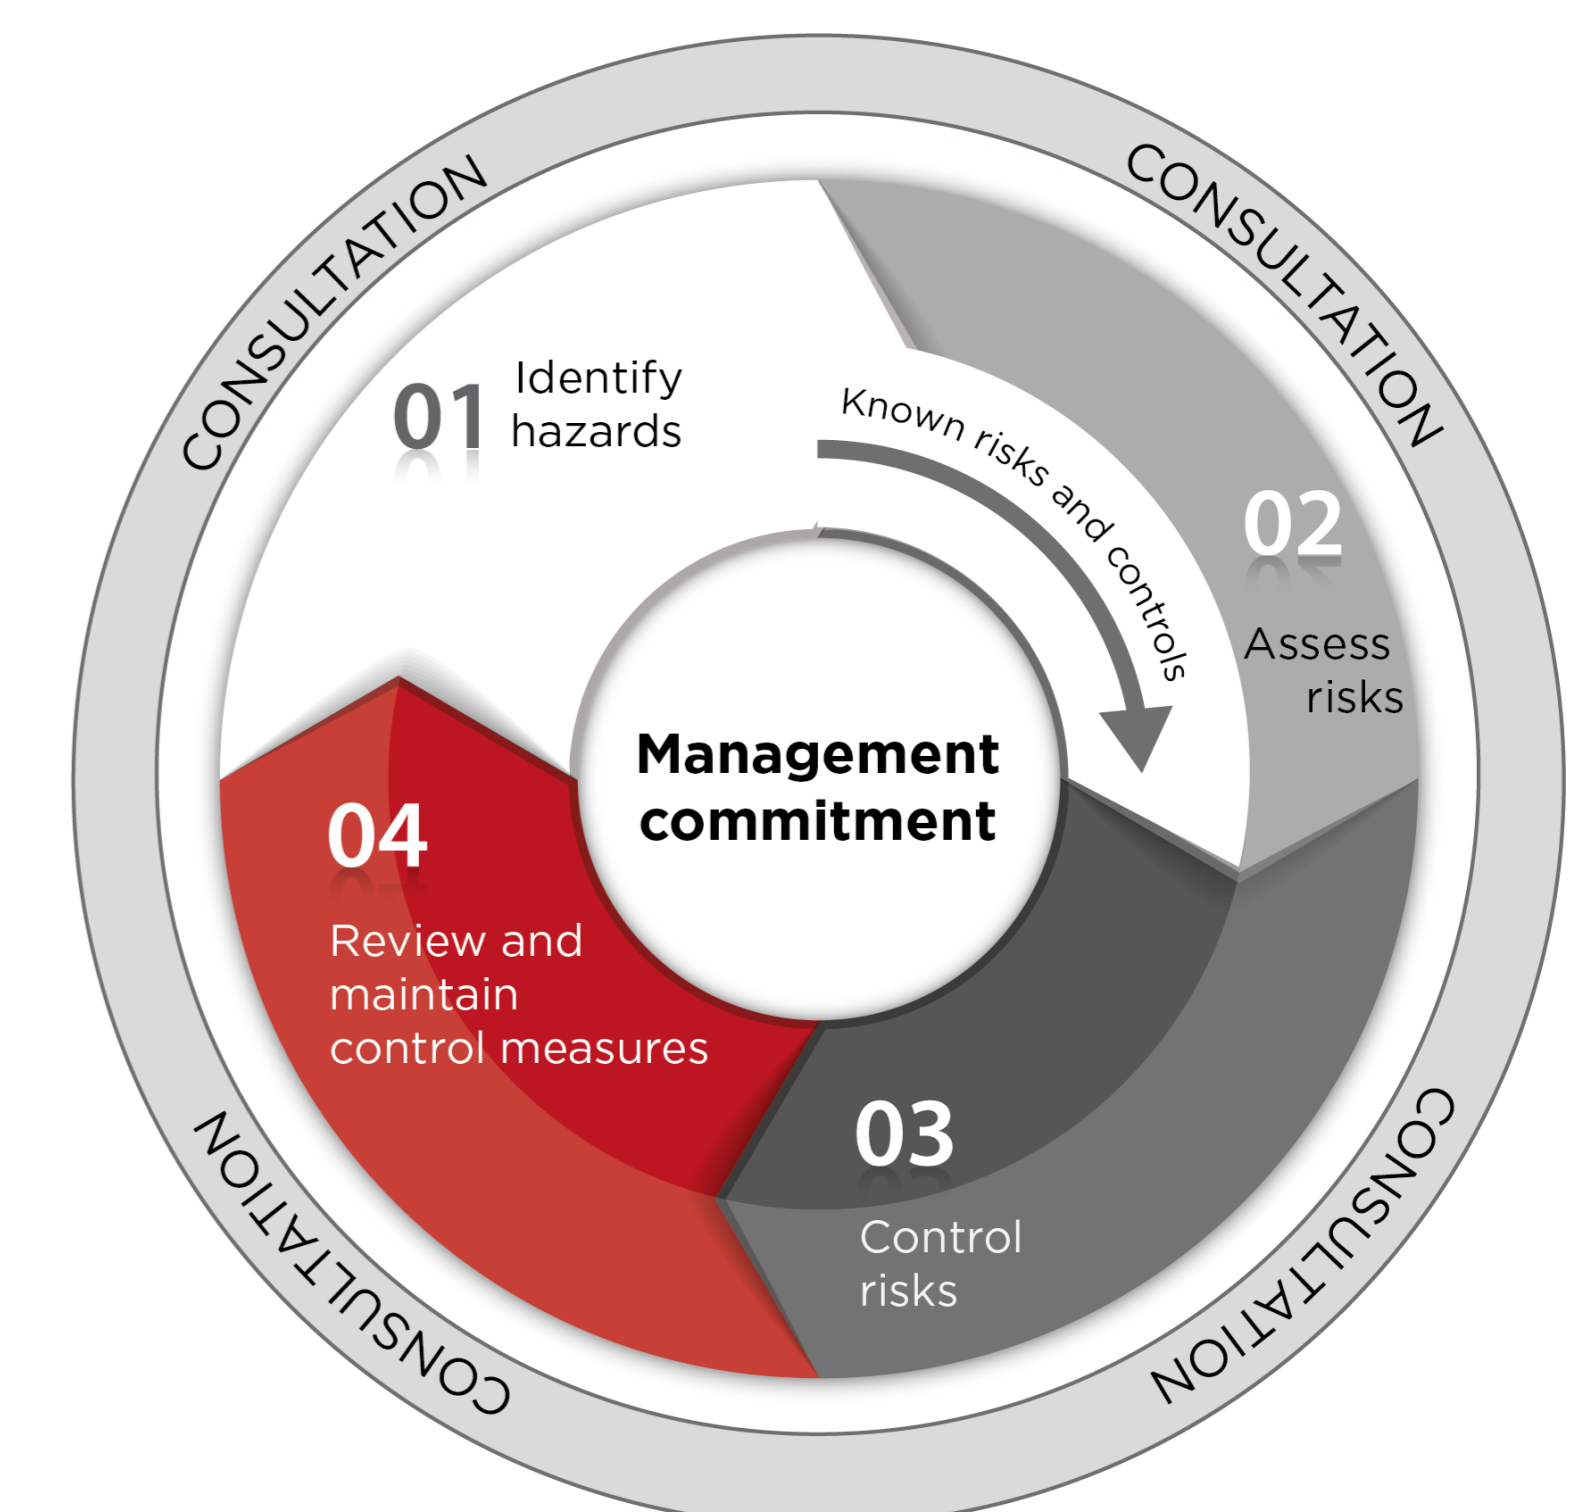 CONSULTATION
CONSULTATION
01
Identify
hazards
Known risks and controls
02
Assess
risks
Management
commitment
04
Review and
maintain
control measures
03
Control
risks
CONSULTATION
CONSULTATION